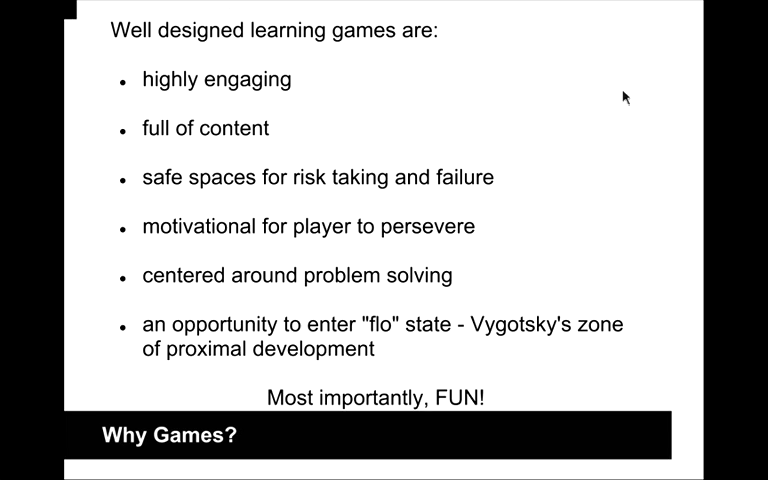 Well designed learning games are:
• highly engaging
• full of content
• safe spaces for risk taking and failure
• motivational for player to persevere
• centered around problem solving
• an opportunity to enter "flo" state - Vygotsky's zone
of proximal development
Most importantly, FUN!
Why Games?